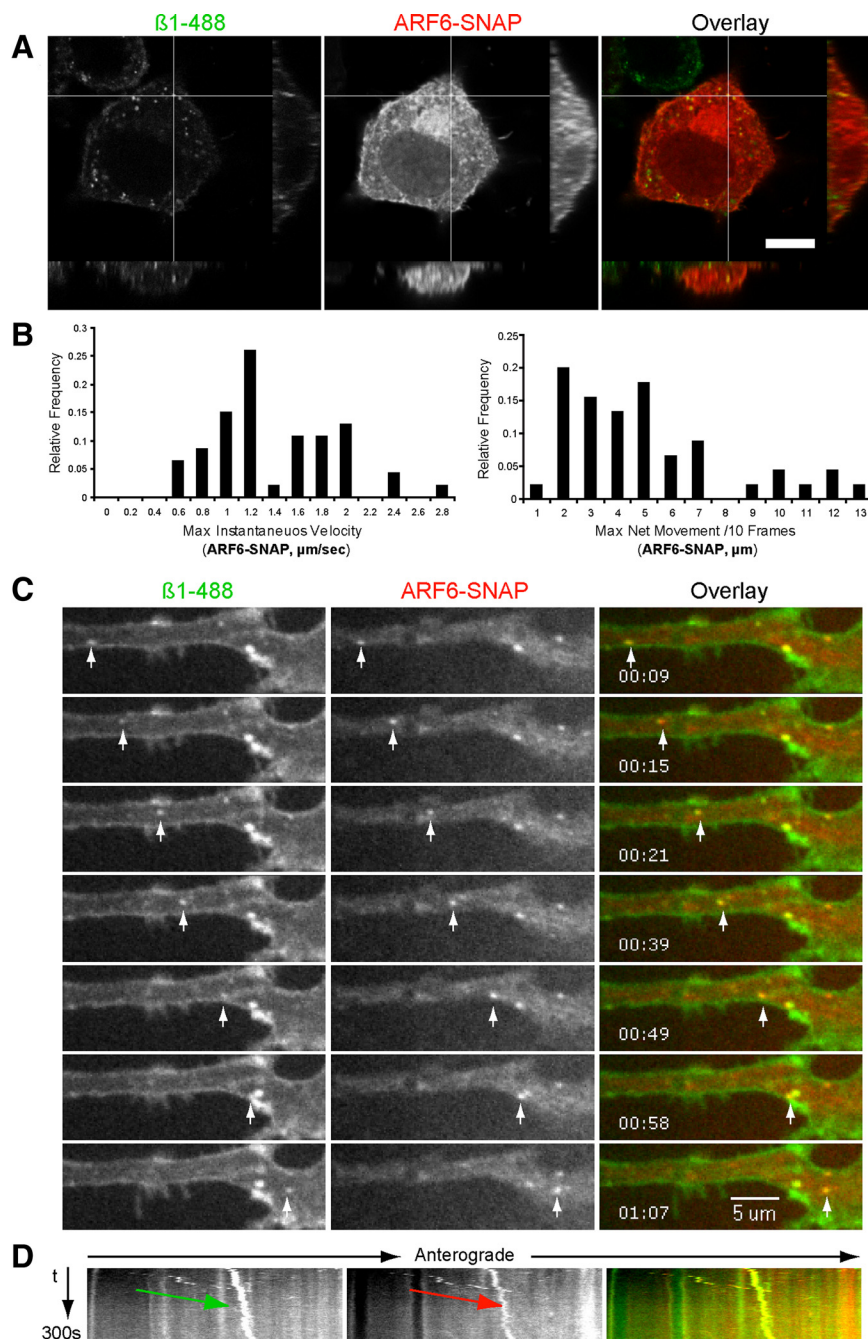 ß1-488 ARF6-SNAP Overlay
A
B
0.3
0.25
0.2
0.15
0.1
0.05
0
Relative Frequency
0 0.2 0.4 0.6 0.8 1 1.2 1.4 1.6 1.8 2 2.2 2.4 2.6 2.8
Max Instantaneuos Velocity
(ARF6-SNAP, µm/sec)
0.25
0.2
0.15
0.1
0.05
0
Relative Frequency
1 2 3 4 5 6 7 8 9 10 11 12 13
Max Net Movement /10 Frames
(ARF6-SNAP, µm)
C
ß1-488 ARF6-SNAP Overlay
00:09
00:15
00:21
00:39
00:49
00:58
01:07
5 um
D
Anterograde
t
300s